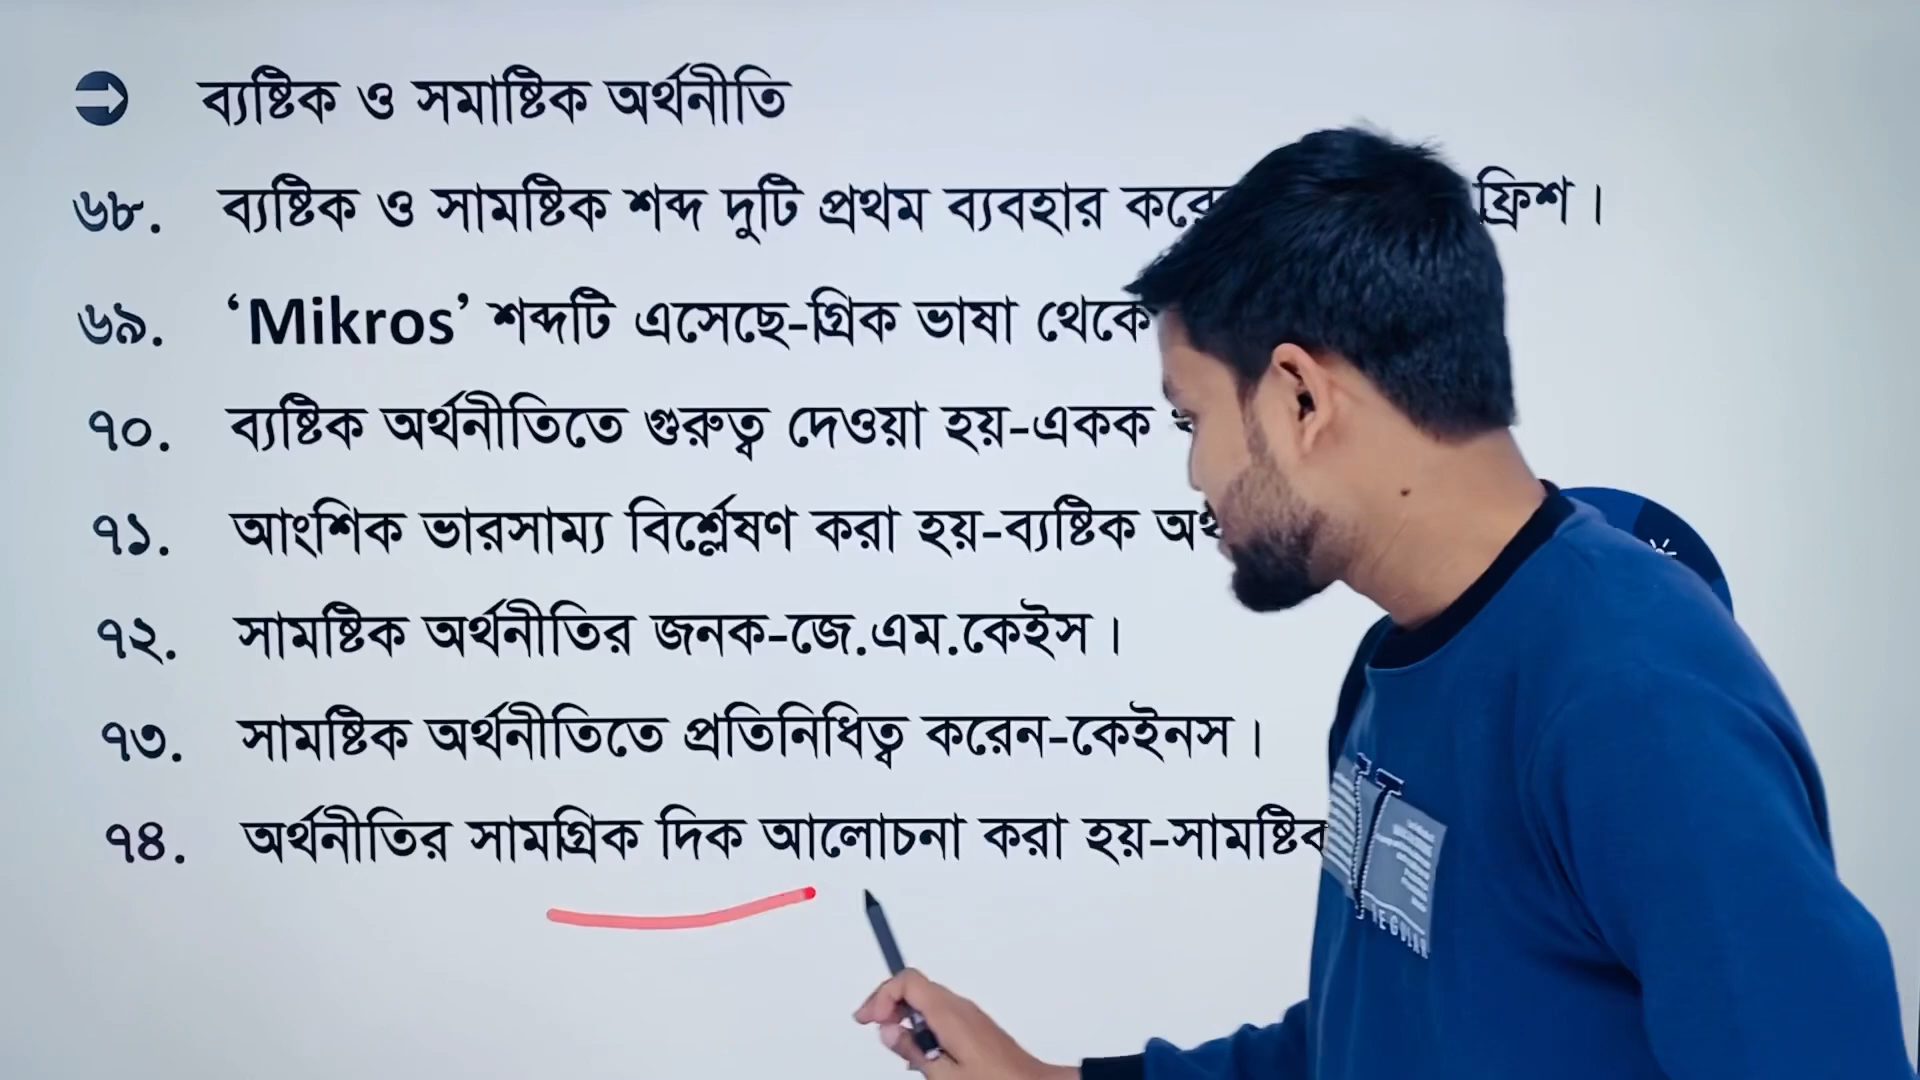 ব্যষ্টিক ও সমাষ্টিক অর্থনীতি
৬৮. ব্যষ্টিক ও সামষ্টিক শব্দ দুটি প্রথম ব্যবহার ফ্রিশ।
৬৯. ‘Mikros’ শব্দটি এসেছে-গ্রিক ভাষা থেকে
৭০. ব্যষ্টিক অর্থনীতিতে গুরুত্ব দেওয়া হয়-একক
৭১. আংশিক ভারসাম্য বির্শ্লেষণ করা হয়-ব্যষ্টিক
৭২. সামষ্টিক অর্থনীতির জনক-জে.এম.কেইস।
৭৩. সামষ্টিক অর্থনীতিতে প্রতিনিধিত্ব করেন-কেইনস।
৭৪. অর্থনীতির সামগ্রিক দিক আলোচনা করা হয়-সামষ্টিক